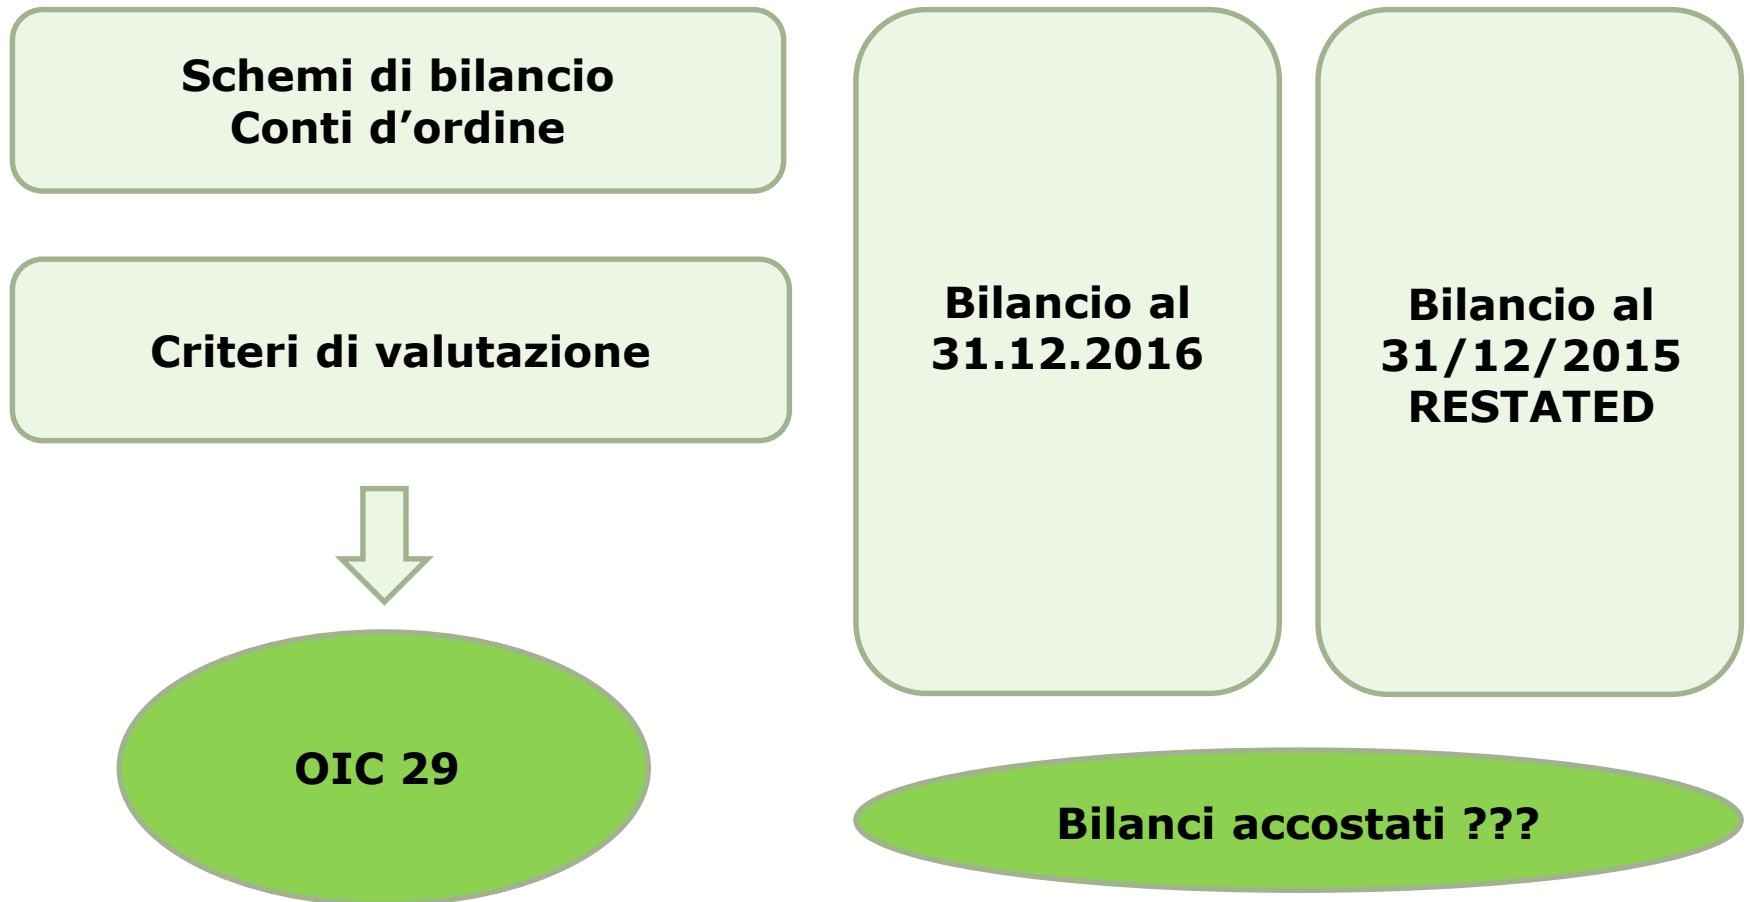 Schemi di bilancio
Conti d’ordine
Criteri di valutazione
OIC 29
Bilancio al
31.12.2016
Bilancio al
31/12/2015
RESTATED
Bilanci accostati ???